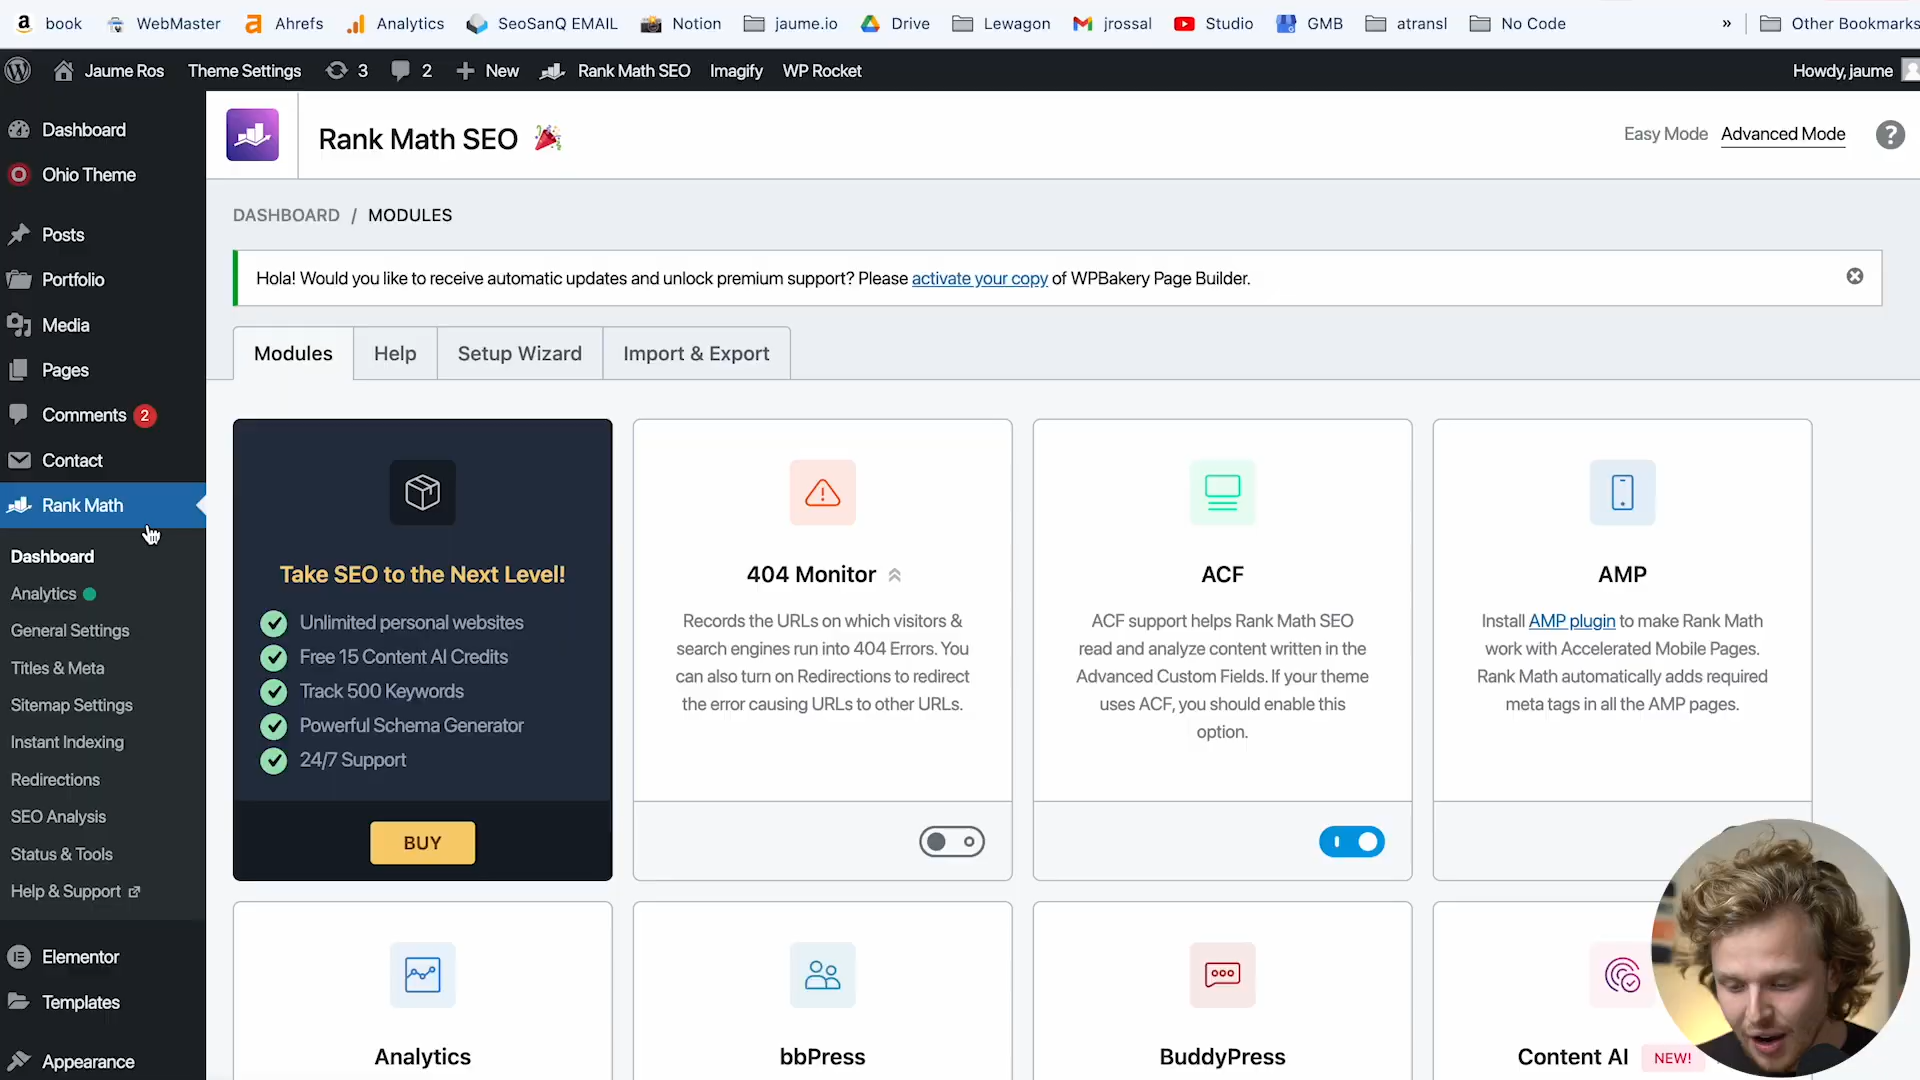 book
WebMaster
Ahrefs
Analytics
SeoSanQ EMAIL
Notion
jaume.io
Drive
Lewagon
jrossal
Studio
GMB
atransl
No Code
»
Other Bookmarks
Jaume Ros
Theme Settings
3
2
New
Rank Math SEO
Imagify
WP Rocket
Howdy, jaume
Dashboard
Ohio Theme
Posts
Portfolio
Media
Pages
Comments 2
Contact
Rank Math
Dashboard
Analytics
General Settings
Titles & Meta
Sitemap Settings
Instant Indexing
Redirections
SEO Analysis
Status & Tools
Help & Support
Elementor
Templates
Appearance
Rank Math SEO
Easy Mode
Advanced Mode
?
DASHBOARD / MODULES
Hola! Would you like to receive automatic updates and unlock premium support? Please activate your copy of WPBakery Page Builder.
Modules
Help
Setup Wizard
Import & Export
Take SEO to the Next Level!
Unlimited personal websites
Free 15 Content AI Credits
Track 500 Keywords
Powerful Schema Generator
24/7 Support
BUY
404 Monitor
Records the URLs on which visitors &
search engines run into 404 Errors. You
can also turn on Redirections to redirect
the error causing URLs to other URLs.
ACF
ACF support helps Rank Math SEO
read and analyze content written in the
Advanced Custom Fields. If your theme
uses ACF, you should enable this
option.
AMP
Install AMP plugin to make Rank Math
work with Accelerated Mobile Pages.
Rank Math automatically adds required
meta tags in all the AMP pages.
Analytics
bbPress
BuddyPress
Content AI NEW!